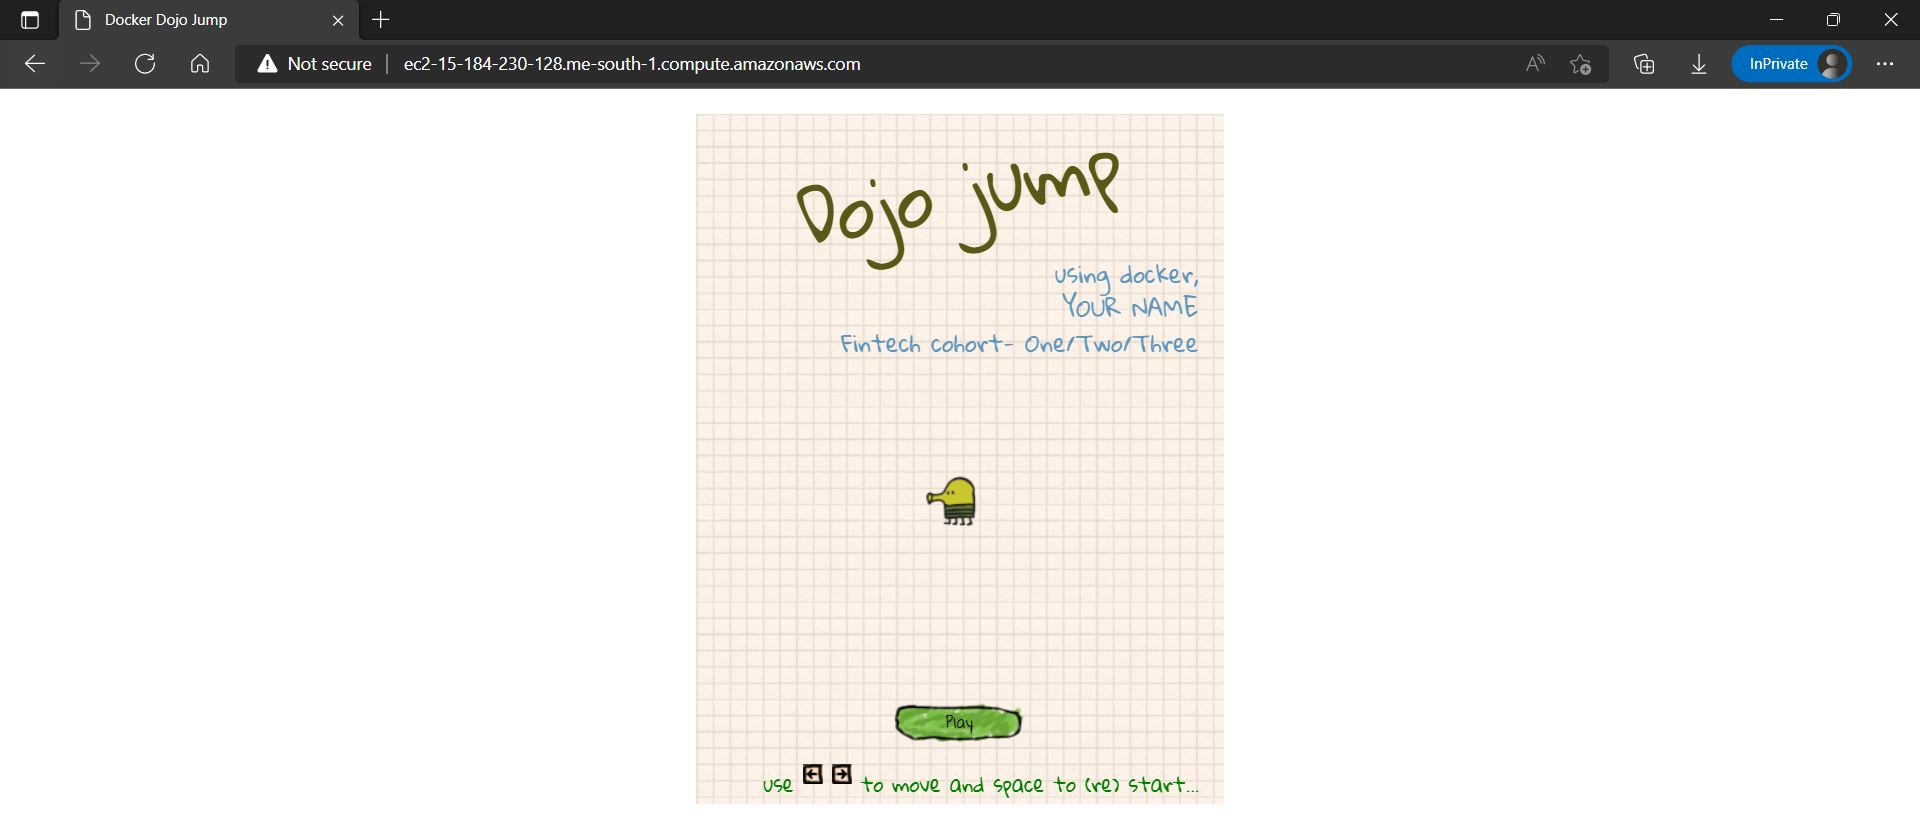 Docker Dojo Jump
Not secure
ec2-15-184-230-128.me-south-1.compute.amazonaws.com
InPrivate
Dojo jump
using docker,
YOUR NAME
Fintech cohort- One/Two/Three
Play
use to move and space to (re) start...